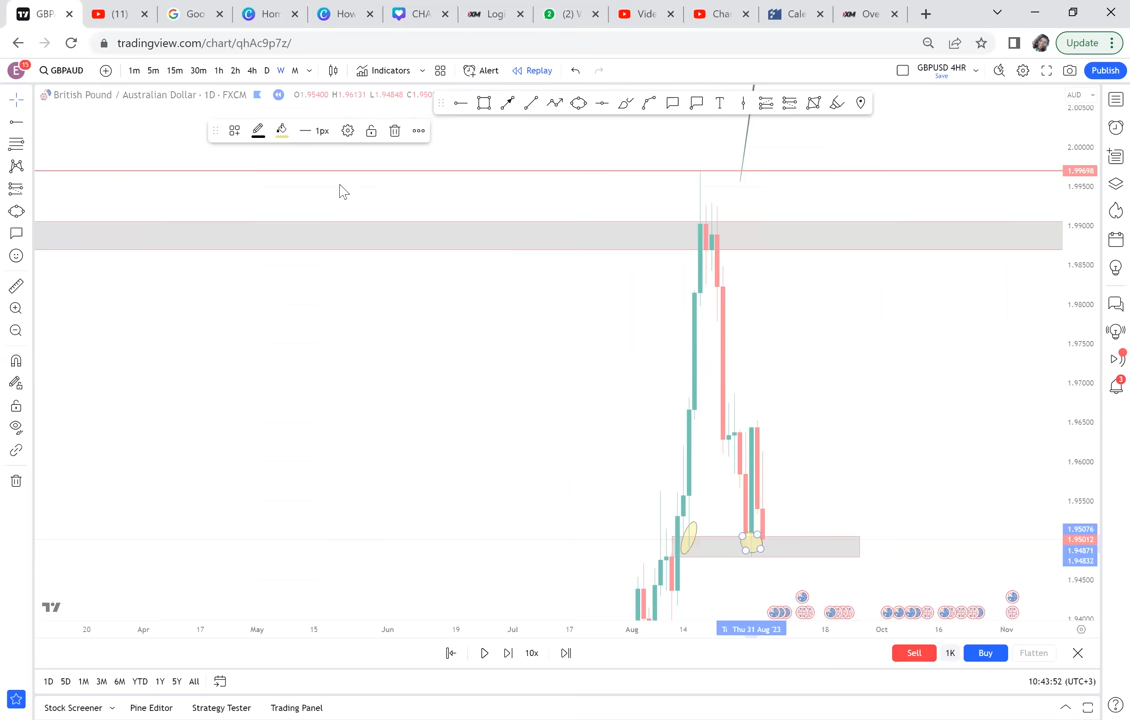 GBP
(11)
Goo
Hon
How
CHA
Logi
(2) W
Vide
Cha
Cale
Ove
tradingview.com/chart/qhAc9p7z/
Update
E 15
GBPAUD
1m 5m 15m 30m 1h 2h 4h D W M
Indicators
Alert
Replay
GBPUSD 4HR
Save
Publish
British Pound / Australian Dollar · 1D · FXCM
O1.95400 H1.96131 L1.94848 C1.950
AUD
1px
2.00500
2.00000
1.99698
1.99500
1.99000
1.98500
1.98000
1.97500
1.97000
1.96500
1.96000
1.95500
1.95076
1.95012
1.94871
1.94832
1.94500
1.94000
3
20 Apr 17 May 15 Jun 19 Jul 17 Aug 14 Thu 31 Aug '23 18 Oct 16 Nov
10x
Sell 1K Buy Flatten
1D 5D 1M 3M 6M YTD 1Y 5Y All
10:43:52 (UTC+3)
Stock Screener Pine Editor Strategy Tester Trading Panel